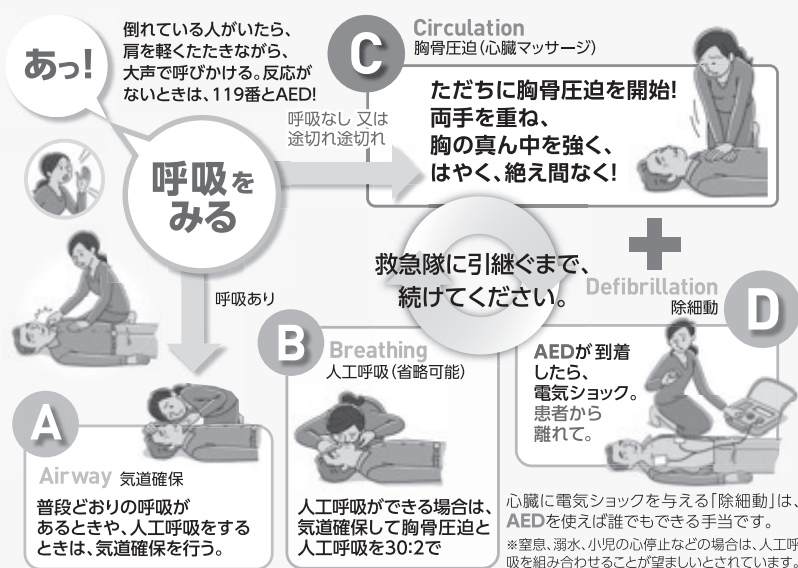 あっ!
倒れている人がいたら、
肩を軽くたたきながら、
大声で呼びかける。反応が
ないときは、119番とAED!
呼吸を
みる
呼吸なし 又は
途切れ途切れ
C
Circulation
胸骨圧迫(心臓マッサージ)
ただちに胸骨圧迫を開始!
両手を重ね、
胸の真ん中を強く、
はやく、絶え間なく!
救急隊に引継ぐまで、
続けてください。
Defibrillation
除細動
D
AEDが到着
したら、
電気ショック。
患者から
離れて。
呼吸あり
B
Breathing
人工呼吸(省略可能)
人工呼吸ができる場合は、
気道確保して胸骨圧迫と
人工呼吸を30:2で
A
Airway 気道確保
普段どおりの呼吸が
あるときや、人工呼吸をする
ときは、気道確保を行う。
心臓に電気ショックを与える「除細動」は、
AEDを使えば誰でもできる手当です。
※窒息、溺水、小児の心停止などの場合は、人工呼
吸を組み合わせることが望ましいとされています。